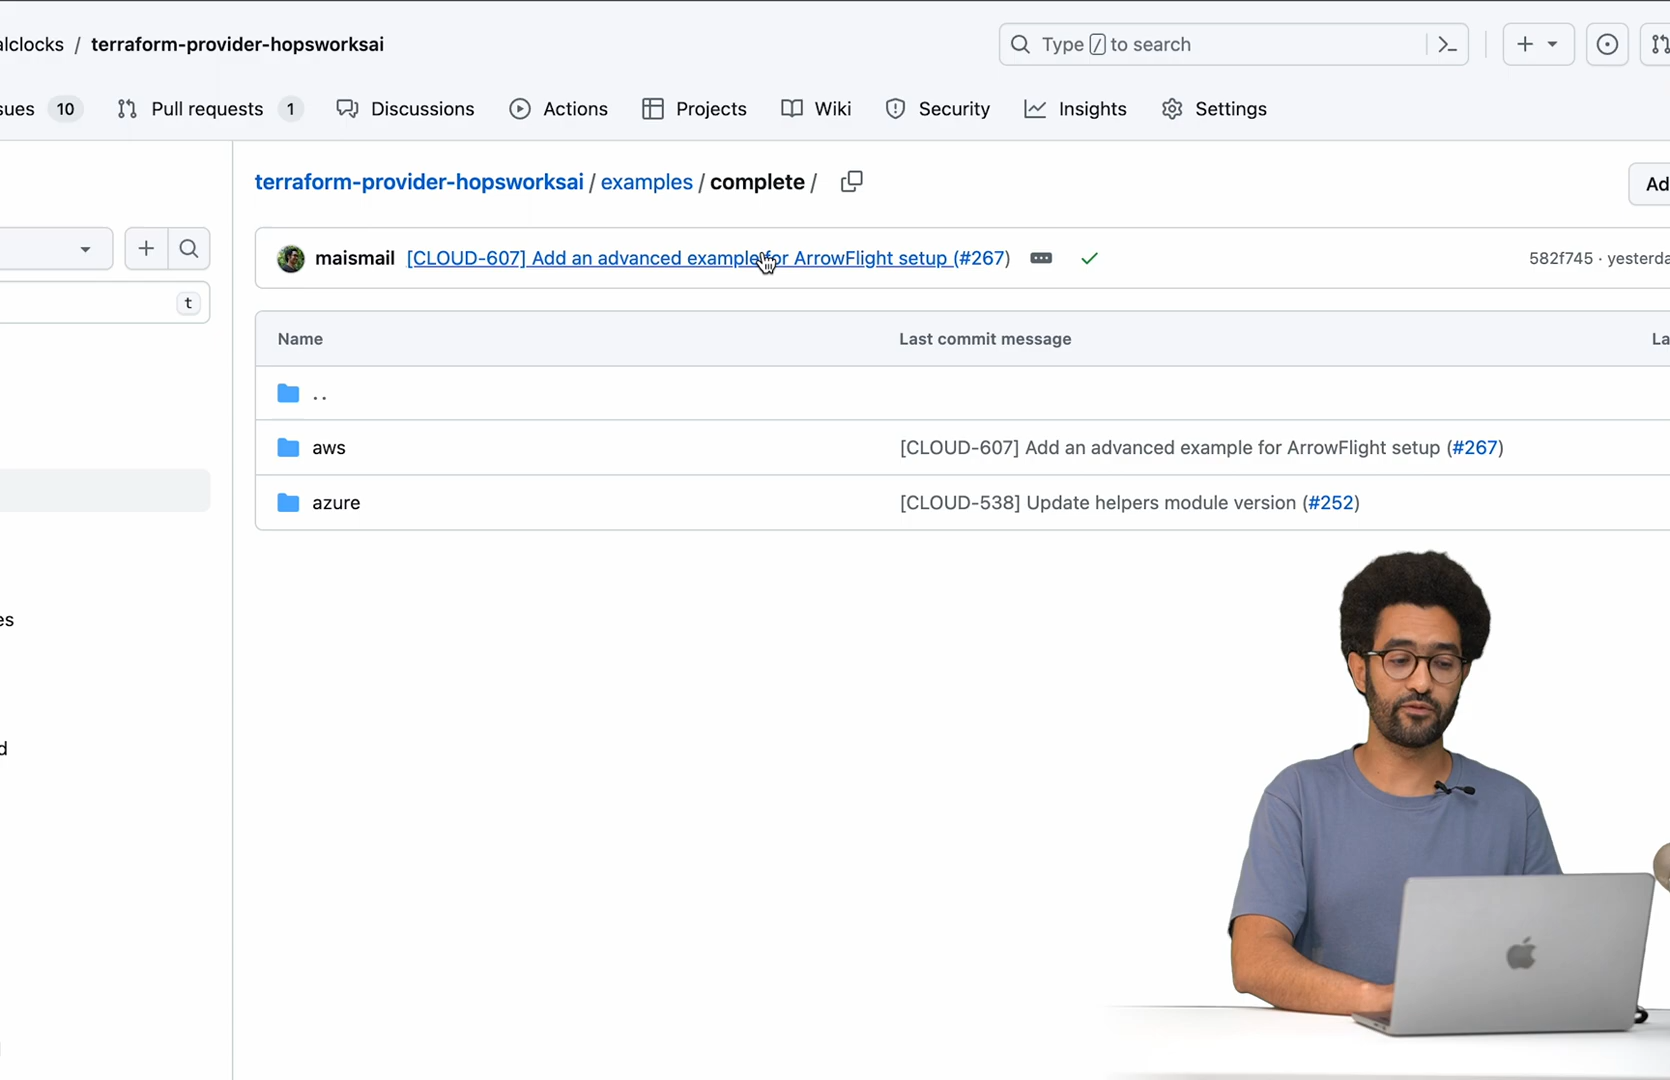 alclocks / terraform-provider-hopsworksai
Type / to search
sues 10 Pull requests 1 Discussions Actions Projects Wiki Security Insights Settings
terraform-provider-hopsworksai / examples / complete /
Ad
maismail [CLOUD-607] Add an advanced example for ArrowFlight setup (#267)
582f745 · yesterda
t
Name Last commit message La
..
aws [CLOUD-607] Add an advanced example for ArrowFlight setup (#267)
azure [CLOUD-538] Update helpers module version (#252)
es
d